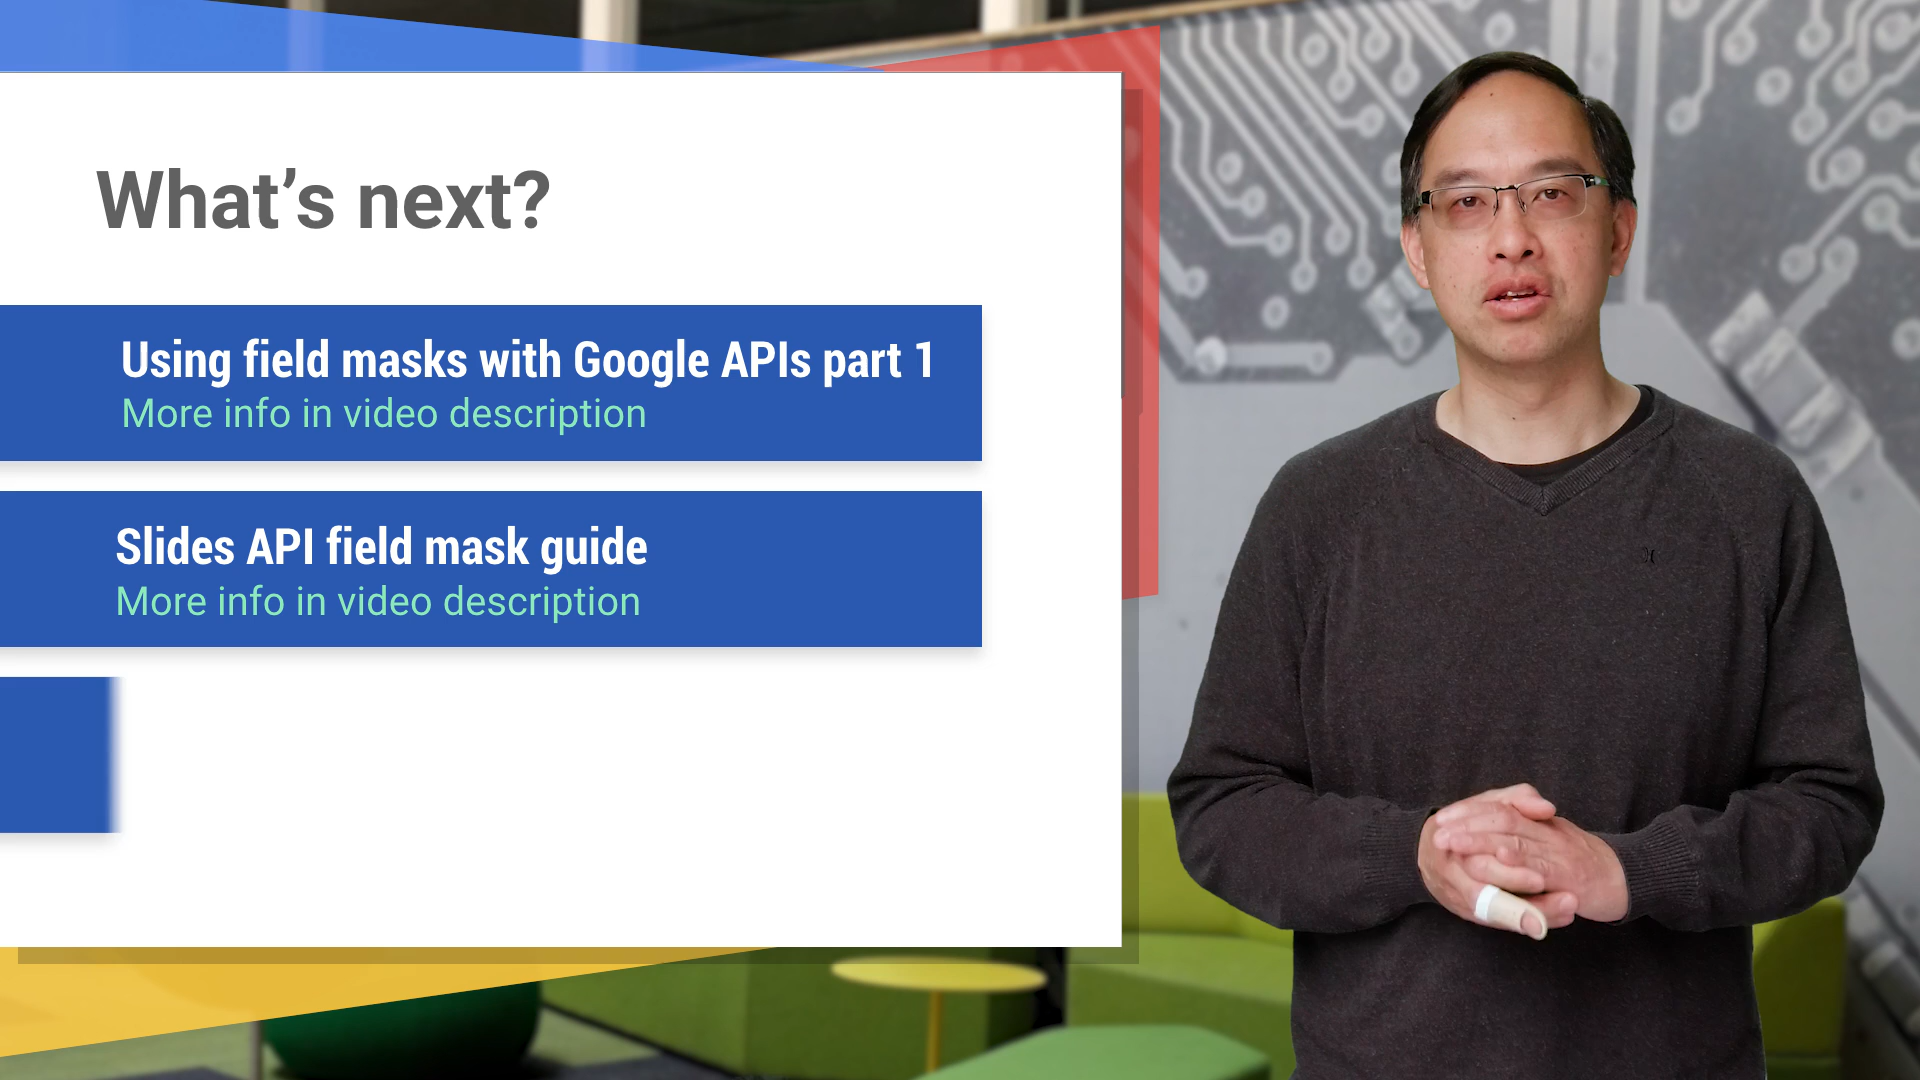 What’s next?
Using field masks with Google APIs part 1
More info in video description
Slides API field mask guide
More info in video description